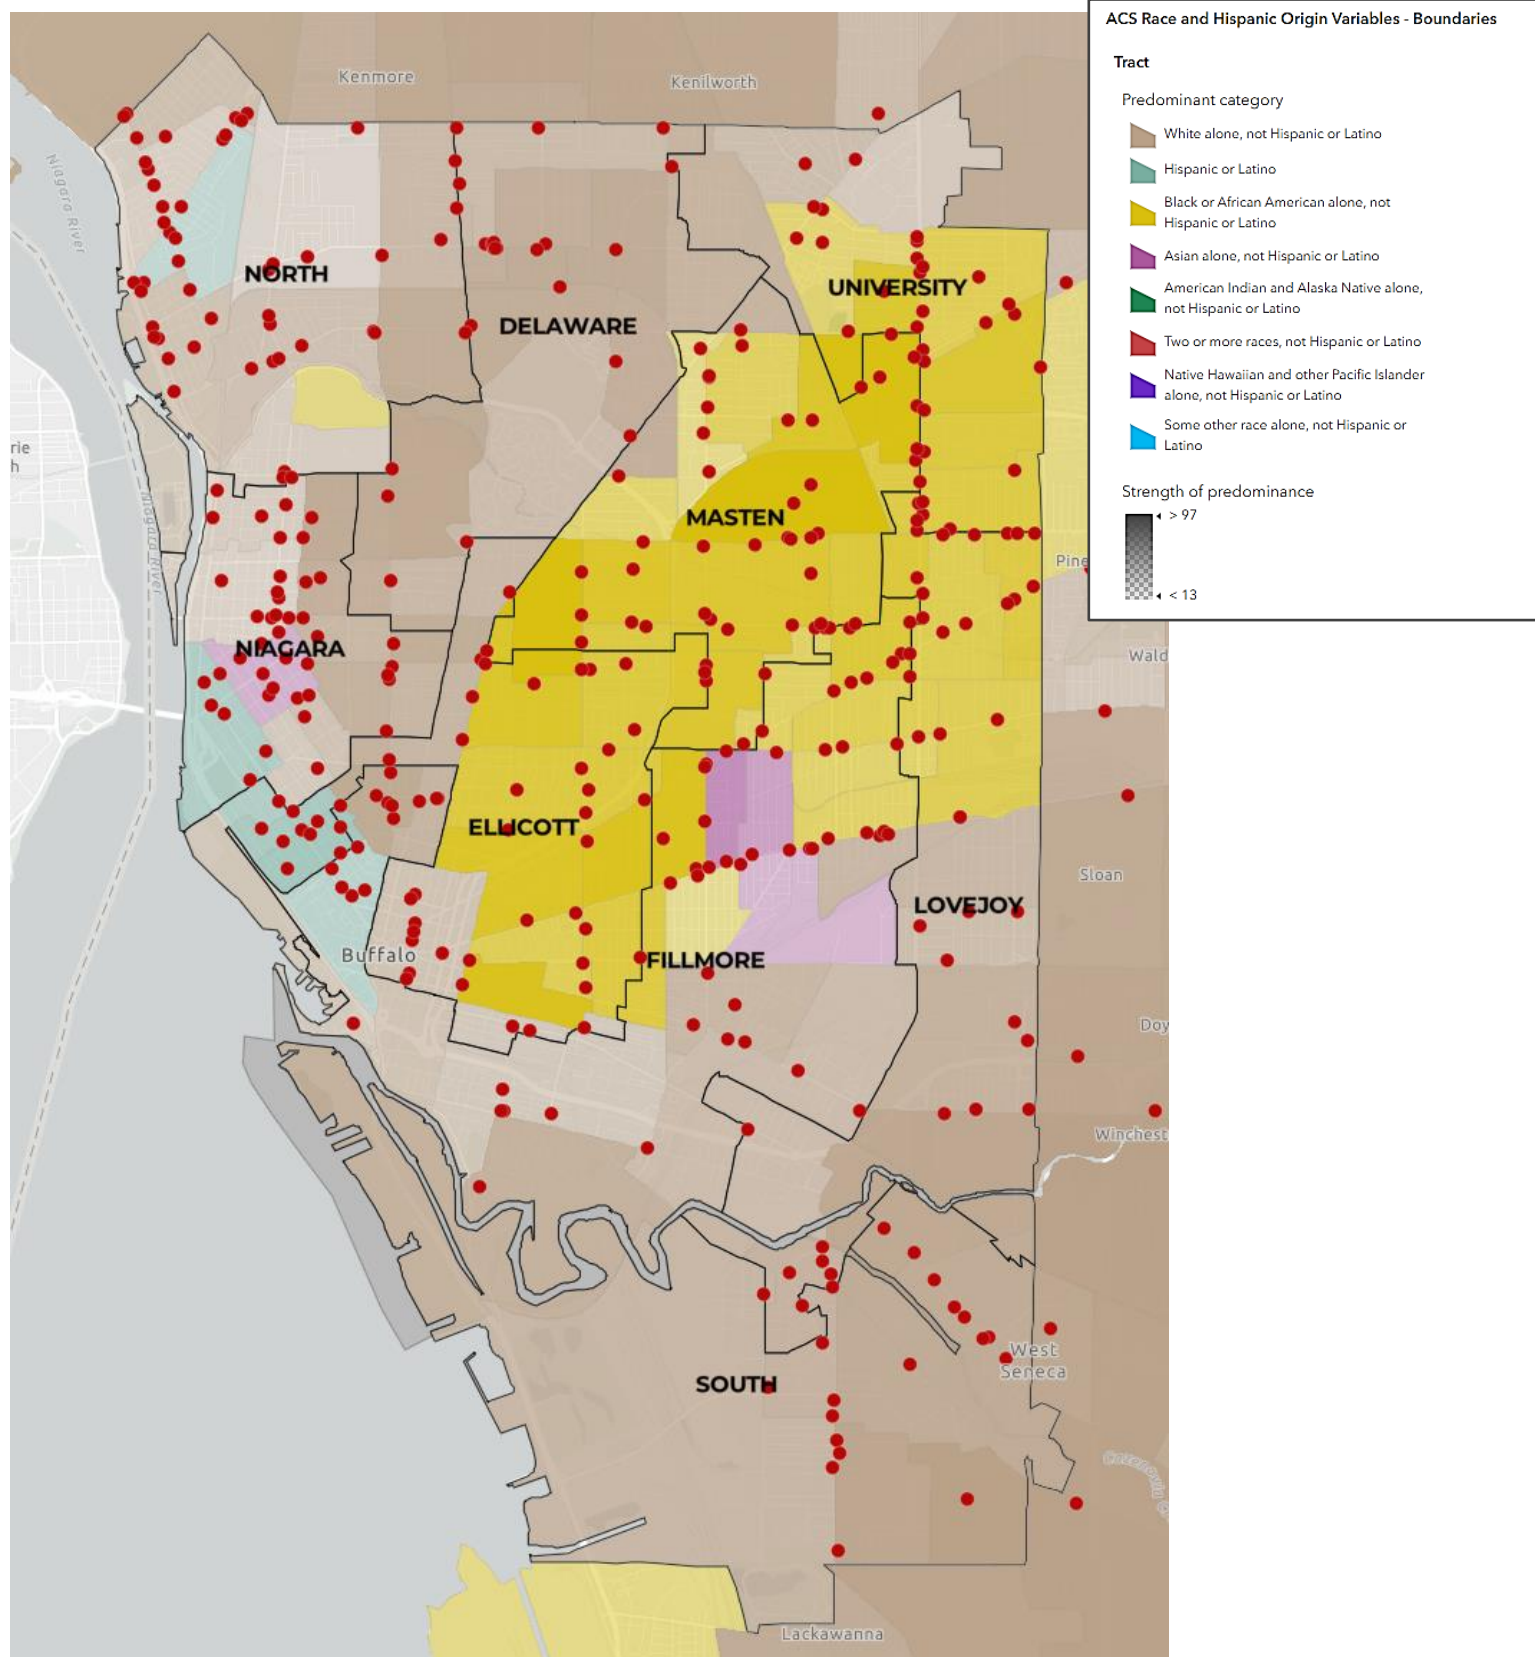 ACS Race and Hispanic Origin Variables - Boundaries
Tract
Predominant category
White alone, not Hispanic or Latino
Hispanic or Latino
Black or African American alone, not
Hispanic or Latino
Asian alone, not Hispanic or Latino
American Indian and Alaska Native alone,
not Hispanic or Latino
Two or more races, not Hispanic or Latino
Native Hawaiian and other Pacific Islander
alone, not Hispanic or Latino
Some other race alone, not Hispanic or
Latino
Strength of predominance
> 97
< 13
Kenmore
Kenilworth
Niagara River
NORTH
UNIVERSITY
DELAWARE
rie
h
MASTEN
Niagara River
Pine
NIAGARA
Wald
ELLICOTT
Sloan
LOVEJOY
Buffalo
FILLMORE
Doy
Winchest
West
Seneca
SOUTH
Lackawanna